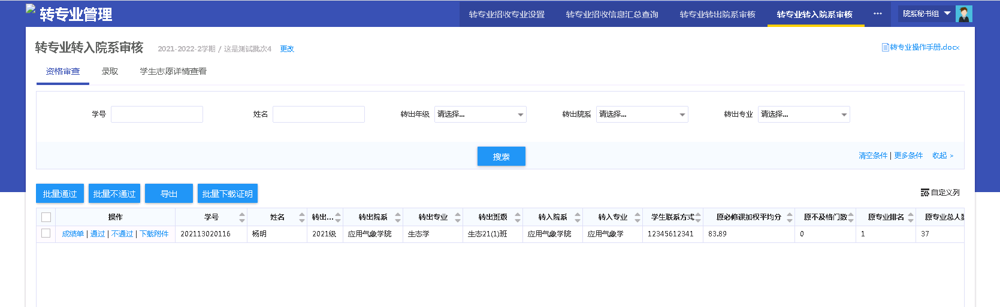 转专业管理 转专业招收专业设置 转专业招收信息汇总查询 转专业转出院系审核 转专业转入院系审核 ··· 院系秘书组
转专业转入院系审核 2021-2022-2学期 / 这是测试批次4 更改 转专业操作手册.docx
资格审查 录取 学生志愿详情查看
学号 姓名 转出年级 请选择... 转出院系 请选择... 转出专业 请选择...
搜索 清空条件 | 更多条件 收起 >
批量通过 批量不通过 导出 批量下载证明 自定义列
操作 学号 姓名 转出... 转出院系 转出专业 转出班级 转入院系 转入专业 学生联系方式 原必修课加权平均分 原不及格门数 原专业排名 原专业总人数
成绩单 | 通过 | 不通过 | 下载附件 202113020116 杨明 2021级 应用气象学院 生态学 生态21(1)班 应用气象学院 应用气象学 12345612341 83.89 0 1 37